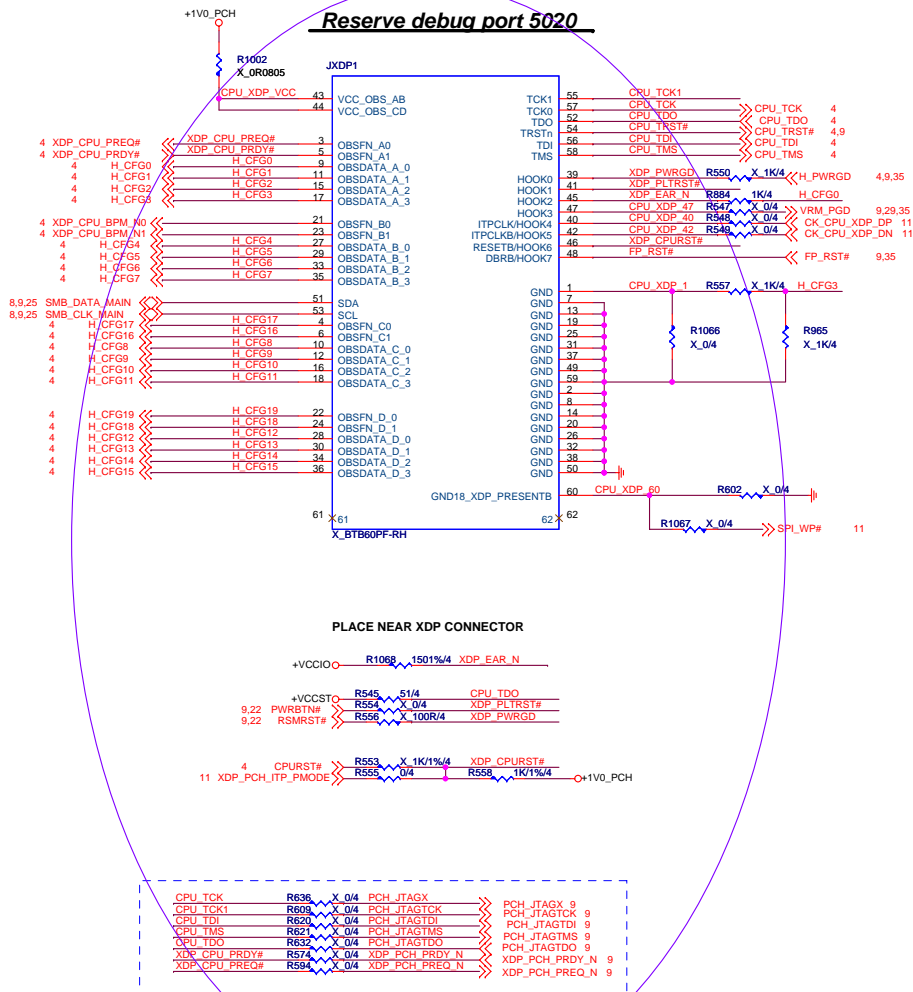 Reserve debug port 5020
+1V0_PCH
R1002
X_0R0805
JXDP1
CPU_XDP_VCC 43 VCC_OBS_AB
44 VCC_OBS_CD
4 XDP_CPU_PREQ# XDP_CPU_PREQ# 3 OBSFN_A0
4 XDP_CPU_PRDY# XDP_CPU_PRDY# 5 OBSFN_A1
4 H_CFG0 H_CFG0 9 OBSDATA_A_0
4 H_CFG1 H_CFG1 11 OBSDATA_A_1
4 H_CFG2 H_CFG2 15 OBSDATA_A_2
4 H_CFG3 H_CFG3 17 OBSDATA_A_3
4 XDP_CPU_BPM_N0 21 OBSFN_B0
4 XDP_CPU_BPM_N1 23 OBSFN_B1
4 H_CFG4 H_CFG4 27 OBSDATA_B_0
4 H_CFG5 H_CFG5 29 OBSDATA_B_1
4 H_CFG6 H_CFG6 33 OBSDATA_B_2
4 H_CFG7 H_CFG7 35 OBSDATA_B_3
8,9,25 SMB_DATA_MAIN 51 SDA
8,9,25 SMB_CLK_MAIN 53 SCL
4 H_CFG17 H_CFG17 4 OBSFN_C0
4 H_CFG16 H_CFG16 6 OBSFN_C1
4 H_CFG8 H_CFG8 10 OBSDATA_C_0
4 H_CFG9 H_CFG9 12 OBSDATA_C_1
4 H_CFG10 H_CFG10 16 OBSDATA_C_2
4 H_CFG11 H_CFG11 18 OBSDATA_C_3
4 H_CFG19 H_CFG19 22 OBSFN_D_0
4 H_CFG18 H_CFG18 24 OBSFN_D_1
4 H_CFG12 H_CFG12 28 OBSDATA_D_0
4 H_CFG13 H_CFG13 30 OBSDATA_D_1
4 H_CFG14 H_CFG14 34 OBSDATA_D_2
4 H_CFG15 H_CFG15 36 OBSDATA_D_3
61 61
X_BTB60PF-RH
TCK1 55 CPU_TCK1
TCK0 57 CPU_TCK CPU_TCK 4
TDO 52 CPU_TDO CPU_TDO 4
TRSTn 54 CPU_TRST# CPU_TRST# 4,9
TDI 56 CPU_TDI CPU_TDI 4
TMS 58 CPU_TMS CPU_TMS 4
HOOK0 39 XDP_PWRGD R550 X_1K/4 H_PWRGD 4,9,35
HOOK1 41 XDP_PLTRST#
HOOK2 45 XDP_EAR_N R884 1K/4 H_CFG0
HOOK3 47 CPU_XDP_47 R547 X_0/4 VRM_PGD 9,29,35
ITPCLK/HOOK4 40 CPU_XDP_40 R548 X_0/4 CK_CPU_XDP_DP 11
ITPCLKB/HOOK5 42 CPU_XDP_42 R549 X_0/4 CK_CPU_XDP_DN 11
RESETB/HOOK6 46 XDP_CPURST#
DBRB/HOOK7 48 FP_RST# FP_RST# 9,35
GND 1 CPU_XDP_1 R557 X_1K/4 H_CFG3
GND 7
GND 13
GND 19
GND 25
GND 31
GND 37
GND 49
GND 59
GND 2
GND 8
GND 14
GND 20
GND 26
GND 32
GND 38
GND 50
R1066
X_0/4
R965
X_1K/4
GND18_XDP_PRESENTB 60 CPU_XDP_60 R602 X_0/4
R1067 X_0/4 SPI_WP# 11
62 62
PLACE NEAR XDP CONNECTOR
+VCCIO R1068 1501%/4 XDP_EAR_N
+VCCST R545 51/4 CPU_TDO
9,22 PWRBTN# R554 X_0/4 XDP_PLTRST#
9,22 RSMRST# R556 X_100R/4 XDP_PWRGD
4 CPURST# R553 X_1K/1%/4 XDP_CPURST#
11 XDP_PCH_ITP_PMODE R555 0/4 R558 1K/1%/4 +1V0_PCH
CPU_TCK R636 X_0/4 PCH_JTAGX PCH_JTAGX 9
CPU_TCK1 R609 X_0/4 PCH_JTAGTCK PCH_JTAGTCK 9
CPU_TDI R620 X_0/4 PCH_JTAGTDI PCH_JTAGTDI 9
CPU_TMS R621 X_0/4 PCH_JTAGTMS PCH_JTAGTMS 9
CPU_TDO R632 X_0/4 PCH_JTAGTDO PCH_JTAGTDO 9
XDP_CPU_PRDY# R574 X_0/4 XDP_PCH_PRDY_N XDP_PCH_PRDY_N 9
XDP_CPU_PREQ# R594 X_0/4 XDP_PCH_PREQ_N XDP_PCH_PREQ_N 9